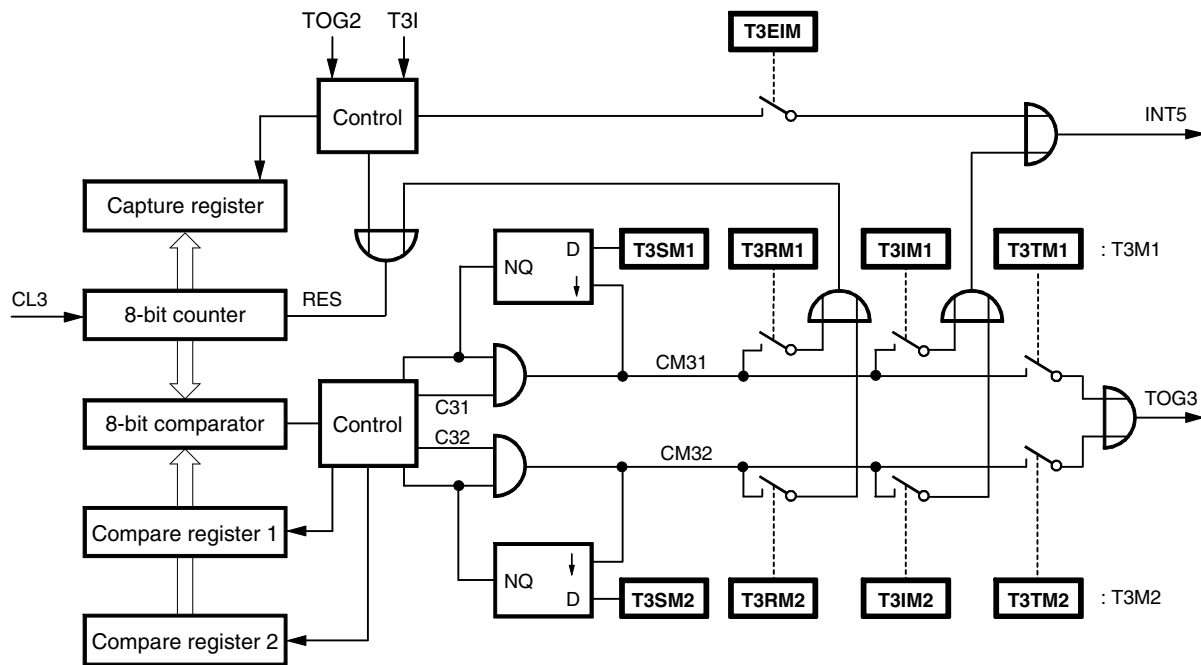 TOG2
T3I
T3EIM
Control
INT5
Capture register
D
T3SM1
T3RM1
T3IM1
T3TM1
: T3M1
NQ
CL3
8-bit counter
RES
CM31
C31
TOG3
8-bit comparator
Control
C32
CM32
Compare register 1
NQ
D
T3SM2
T3RM2
T3IM2
T3TM2
: T3M2
Compare register 2